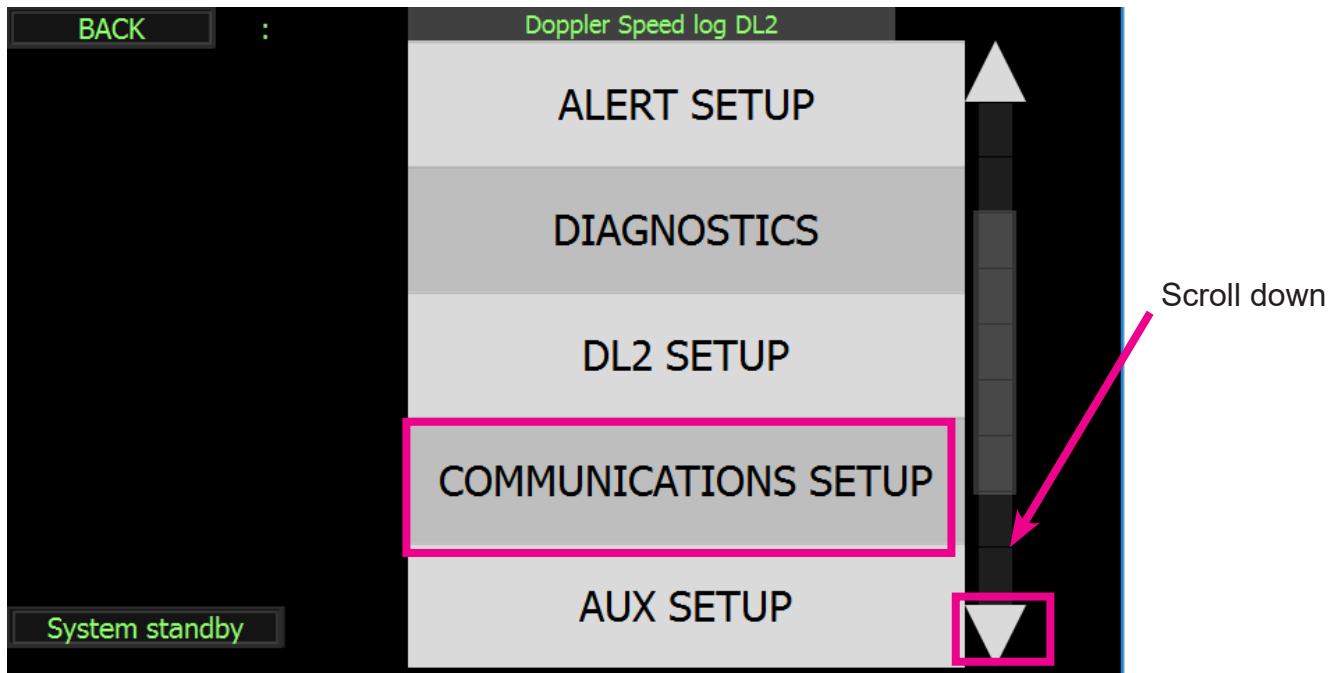 BACK :
Doppler Speed log DL2
ALERT SETUP
DIAGNOSTICS
DL2 SETUP
COMMUNICATIONS SETUP
AUX SETUP
Scroll down
System standby